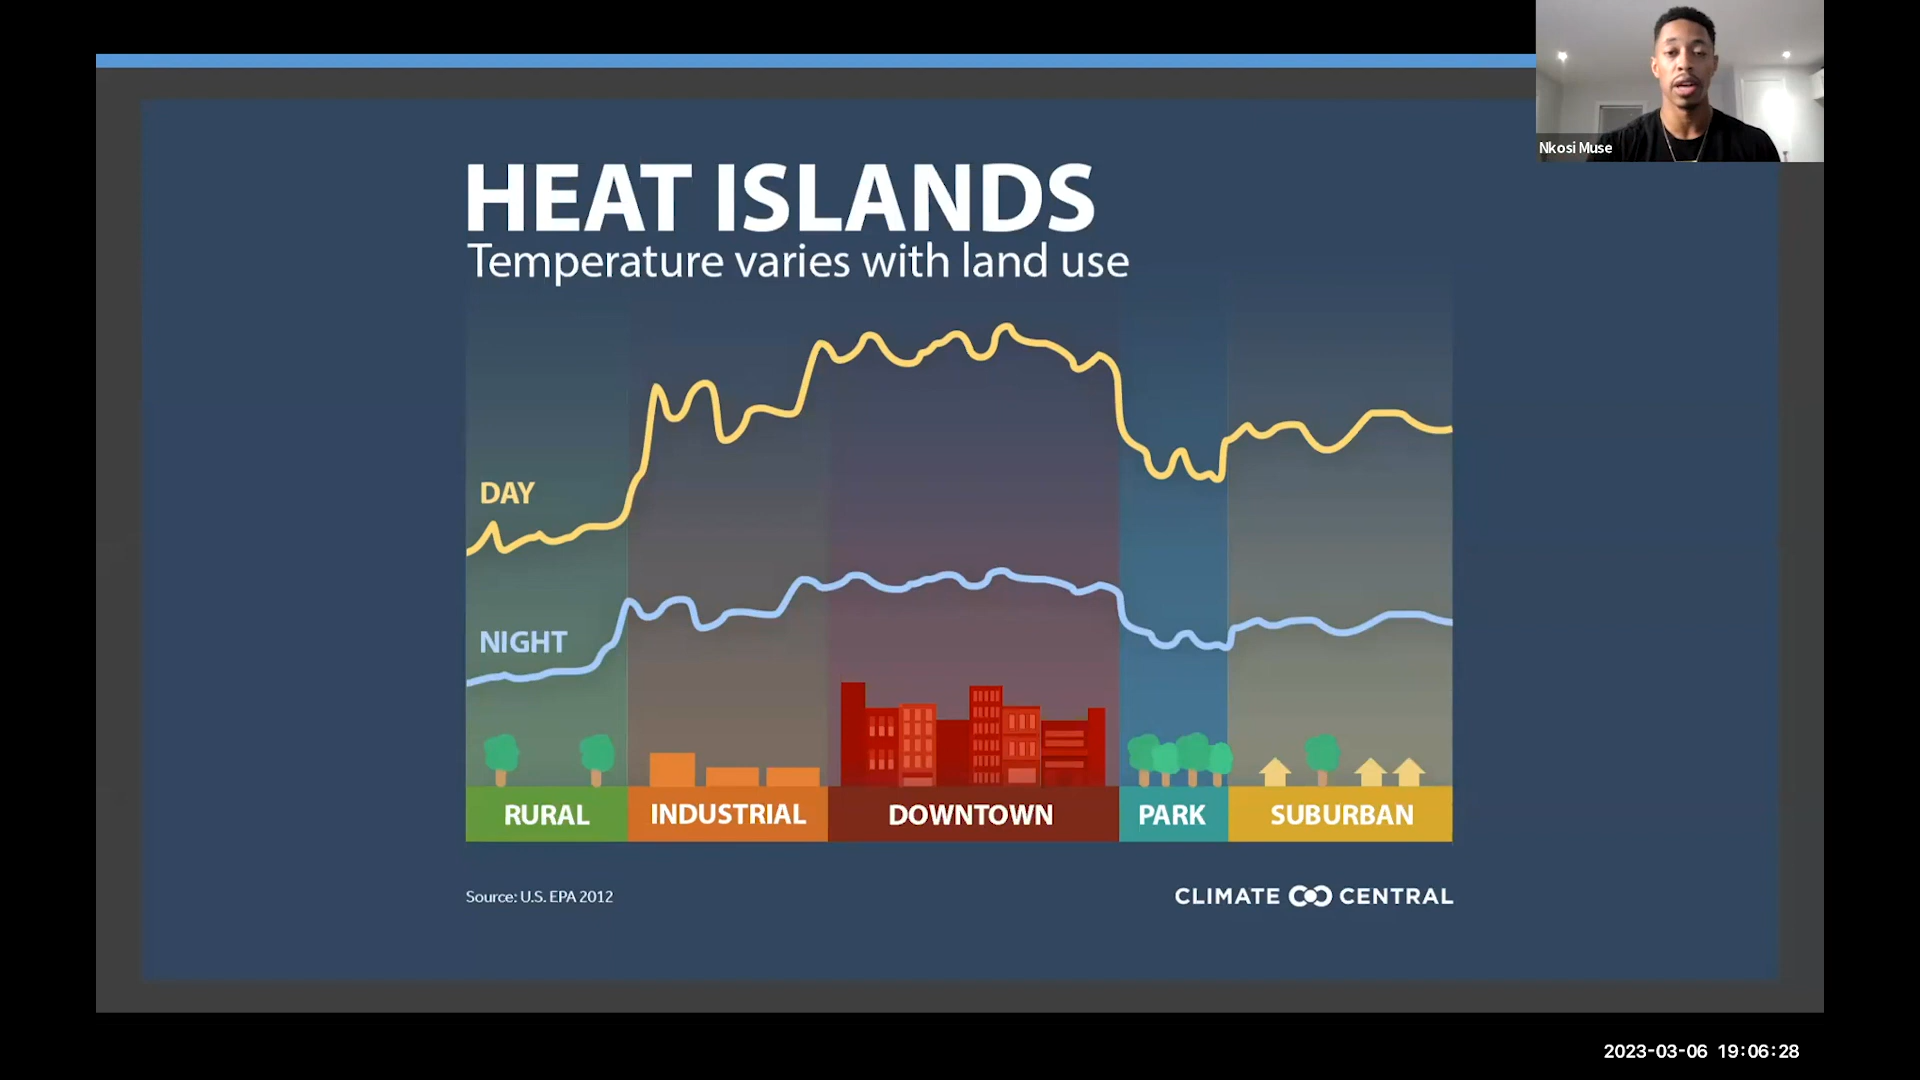 Nkosi Muse
HEAT ISLANDS
Temperature varies with land use
DAY
NIGHT
RURAL
INDUSTRIAL
DOWNTOWN
PARK
SUBURBAN
Source: U.S. EPA 2012
CLIMATE CENTRAL
2023-03-06 19:06:28